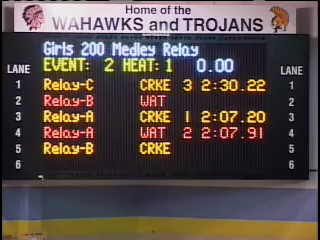 Home of the
WAHAWKS and TROJANS
Girls 200 Medley Relay
EVENT: 2 HEAT: 1 0.00
LANE LANE
1 Relay-C CRKE 3 2:30.22 1
2 Relay-B WAT 2
3 Relay-A CRKE 1 2:07.20 3
4 Relay-A WAT 2 2:07.91 4
5 Relay-B CRKE 5
6 6